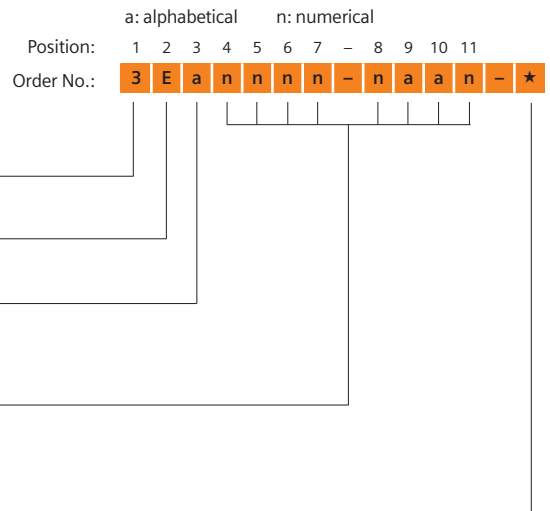 a: alphabetical n: numerical
Position: 1 2 3 4 5 6 7 – 8 9 10 11
Order No.: 3 E a n n n n – n a a n – ★